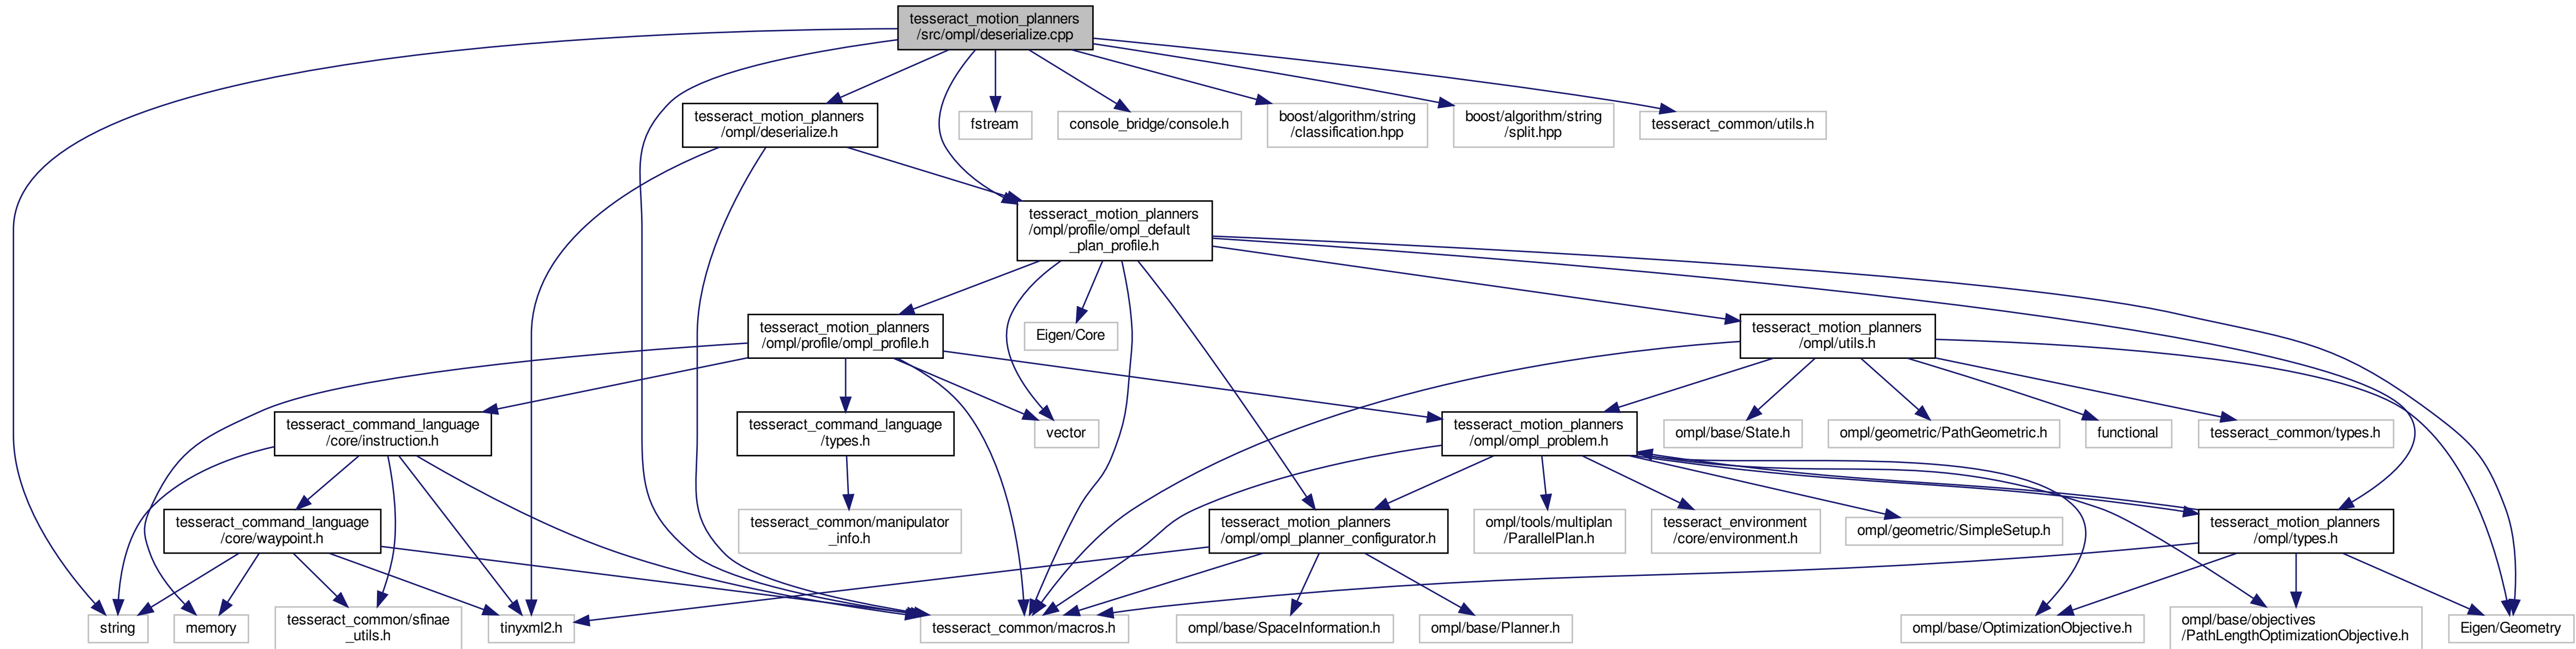 tesseract_motion_planners
/src/ompl/deserialize.cpp
tesseract_motion_planners
/ompl/deserialize.h
fstream
console_bridge/console.h
boost/algorithm/string
/classification.hpp
boost/algorithm/string
/split.hpp
tesseract_common/utils.h
tesseract_motion_planners
/ompl/profile/ompl_default
_plan_profile.h
tesseract_motion_planners
/ompl/profile/ompl_profile.h
Eigen/Core
tesseract_motion_planners
/ompl/utils.h
tesseract_command_language
/core/instruction.h
tesseract_command_language
/types.h
vector
tesseract_motion_planners
/ompl/ompl_problem.h
ompl/base/State.h
ompl/geometric/PathGeometric.h
functional
tesseract_common/types.h
tesseract_command_language
/core/waypoint.h
tesseract_common/manipulator
_info.h
tesseract_motion_planners
/ompl/ompl_planner_configurator.h
ompl/tools/multiplan
/ParallelPlan.h
tesseract_environment
/core/environment.h
ompl/geometric/SimpleSetup.h
tesseract_motion_planners
/ompl/types.h
string
memory
tesseract_common/sfinae
_utils.h
tinyxml2.h
tesseract_common/macros.h
ompl/base/SpaceInformation.h
ompl/base/Planner.h
ompl/base/OptimizationObjective.h
ompl/base/objectives
/PathLengthOptimizationObjective.h
Eigen/Geometry